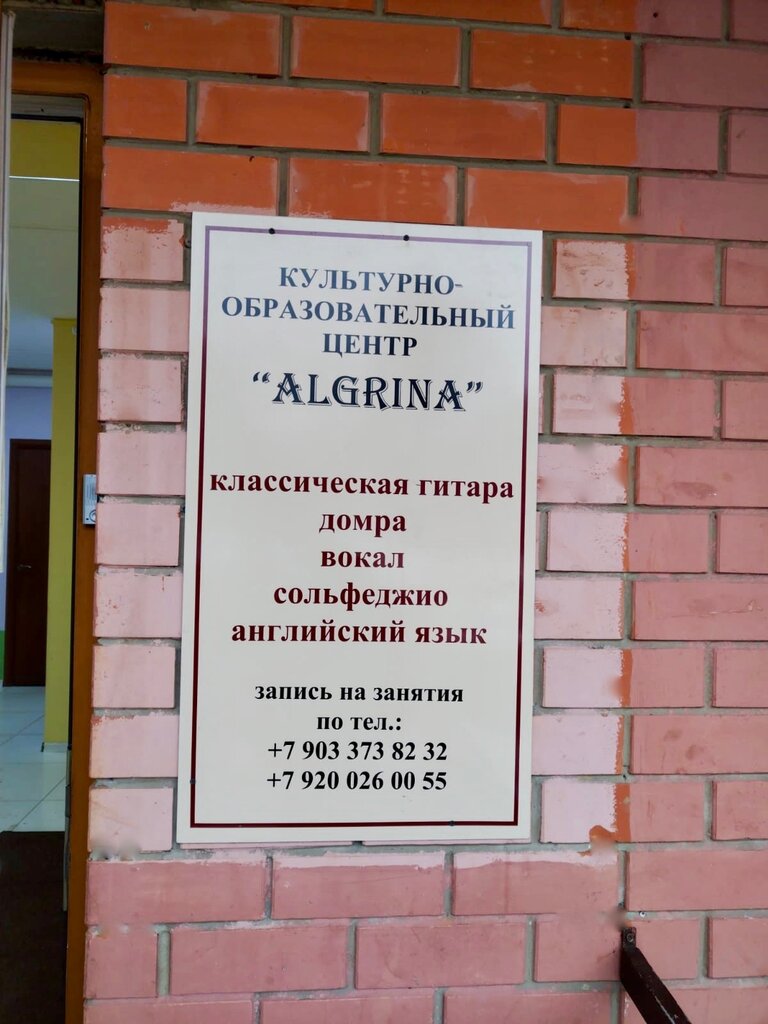 КУЛЬТУРНО-
ОБРАЗОВАТЕЛЬНЫЙ
ЦЕНТР
“ALGRINA”
классическая гитара
домра
вокал
сольфеджио
английский язык
запись на занятия
по тел.:
+7 903 373 82 32
+7 920 026 00 55